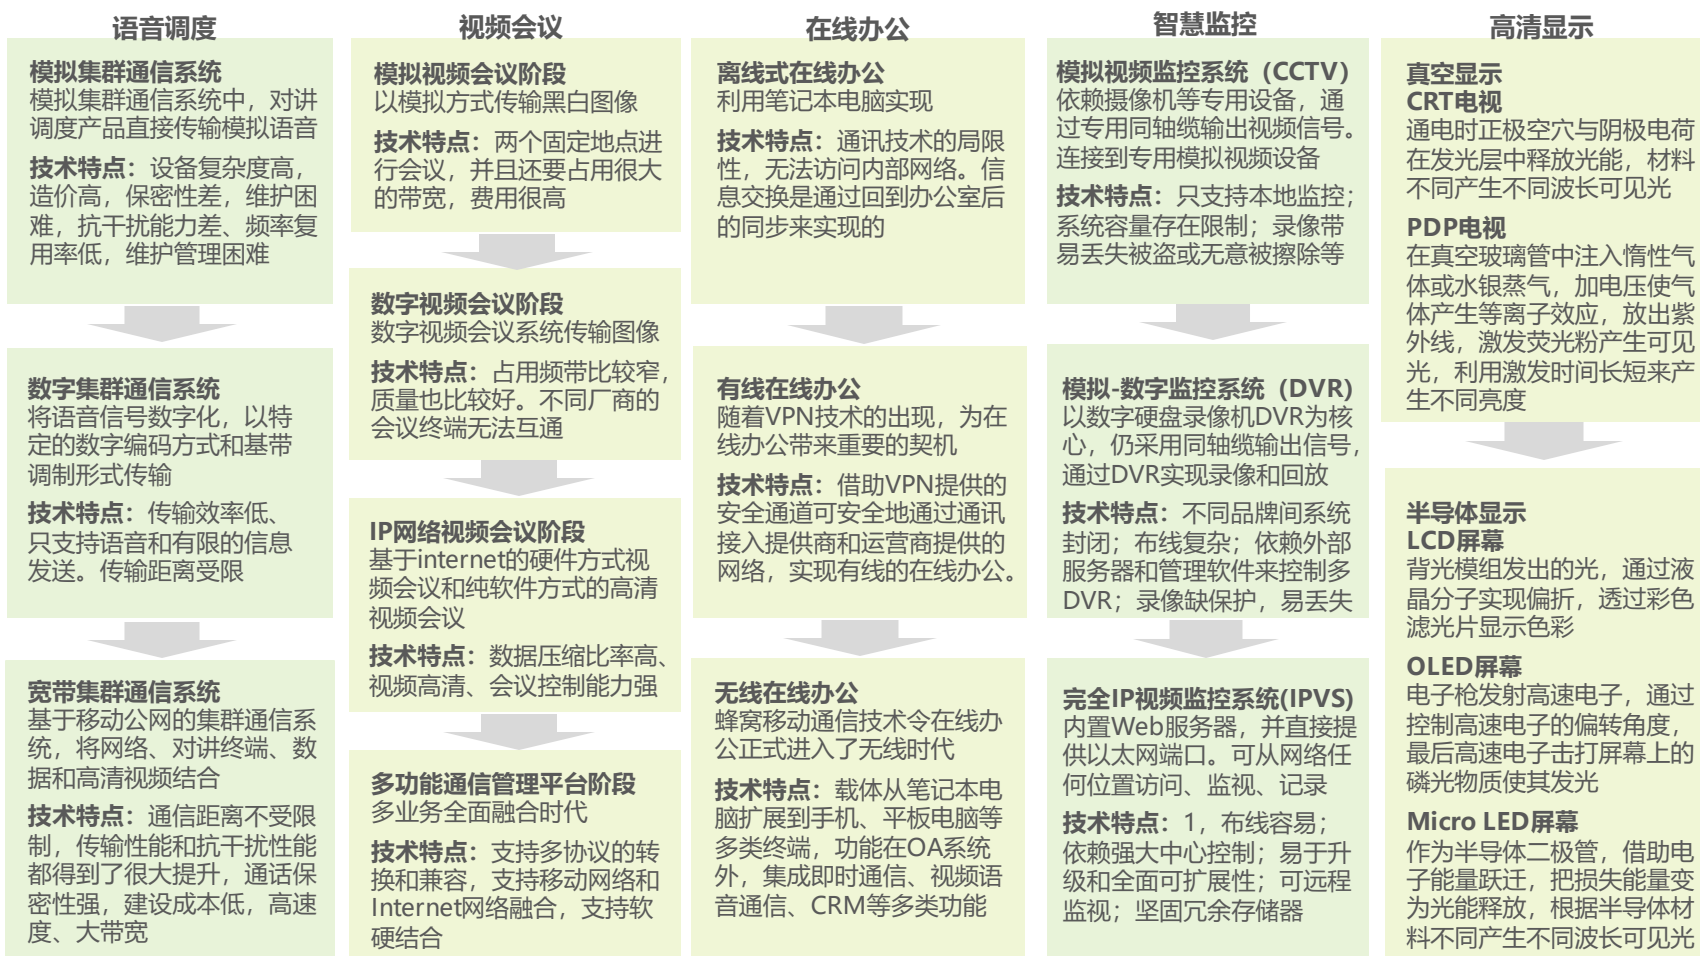 语音调度
模拟集群通信系统
模拟集群通信系统中，对讲
调度产品直接传输模拟语音
技术特点：设备复杂度高，
造价高，保密性差，维护困
难，抗干扰能力差、频率复
用率低，维护管理困难
数字集群通信系统
将语音信号数字化，以特
定的数字编码方式和基带
调制形式传输
技术特点：传输效率低、
只支持语音和有限的信息
发送。传输距离受限
宽带集群通信系统
基于移动公网的集群通信系
统，将网络、对讲终端、数
据和高清视频结合
技术特点：通信距离不受限
制，传输性能和抗干扰性能
都得到了很大提升，通话保
密性强，建设成本低，高速
度、大带宽
视频会议
模拟视频会议阶段
以模拟方式传输黑白图像
技术特点：两个固定地点进
行会议，并且还要占用很大
的带宽，费用很高
数字视频会议阶段
数字视频会议系统传输图像
技术特点：占用频带比较窄，
质量也比较好。不同厂商的
会议终端无法互通
IP网络视频会议阶段
基于internet的硬件方式视
频会议和纯软件方式的高清
视频会议
技术特点：数据压缩比率高、
视频高清、会议控制能力强
多功能通信管理平台阶段
多业务全面融合时代
技术特点：支持多协议的转
换和兼容，支持移动网络和
Internet网络融合，支持软
硬结合
在线办公
离线式在线办公
利用笔记本电脑实现
技术特点：通讯技术的局限
性，无法访问内部网络。信
息交换是通过回到办公室后
的同步来实现的
有线在线办公
随着VPN技术的出现，为在
线办公带来重要的契机
技术特点：借助VPN提供的
安全通道可安全地通过通讯
接入提供商和运营商提供的
网络，实现有线的在线办公。
无线在线办公
蜂窝移动通信技术令在线办
公正式进入了无线时代
技术特点：载体从笔记本电
脑扩展到手机、平板电脑等
多类终端，功能在OA系统
外，集成即时通信、视频语
音通信、CRM等多类功能
智慧监控
模拟视频监控系统（CCTV）
依赖摄像机等专用设备，通
过专用同轴缆输出视频信号。
连接到专用模拟视频设备
技术特点：只支持本地监控；
系统容量存在限制；录像带
易丢失被盗或无意被擦除等
模拟-数字监控系统（DVR）
以数字硬盘录像机DVR为核
心，仍采用同轴缆输出信号，
通过DVR实现录像和回放
技术特点：不同品牌间系统
封闭；布线复杂；依赖外部
服务器和管理软件来控制多
DVR；录像缺保护，易丢失
完全IP视频监控系统(IPVS)
内置Web服务器，并直接提
供以太网端口。可从网络任
何位置访问、监视、记录
技术特点：1，布线容易；
依赖强大中心控制；易于升
级和全面可扩展性；可远程
监视；坚固冗余存储器
高清显示
真空显示
CRT电视
通电时正极空穴与阴极电荷
在发光层中释放光能，材料
不同产生不同波长可见光
PDP电视
在真空玻璃管中注入惰性气
体或水银蒸气，加电压使气
体产生等离子效应，放出紫
外线，激发荧光粉产生可见
光，利用激发时间长短来产
生不同亮度
半导体显示
LCD屏幕
背光模组发出的光，通过液
晶分子实现偏折，透过彩色
滤光片显示色彩
OLED屏幕
电子枪发射高速电子，通过
控制高速电子的偏转角度，
最后高速电子击打屏幕上的
磷光物质使其发光
Micro LED屏幕
作为半导体二极管，借助电
子能量跃迁，把损失能量变
为光能释放，根据半导体材
料不同产生不同波长可见光